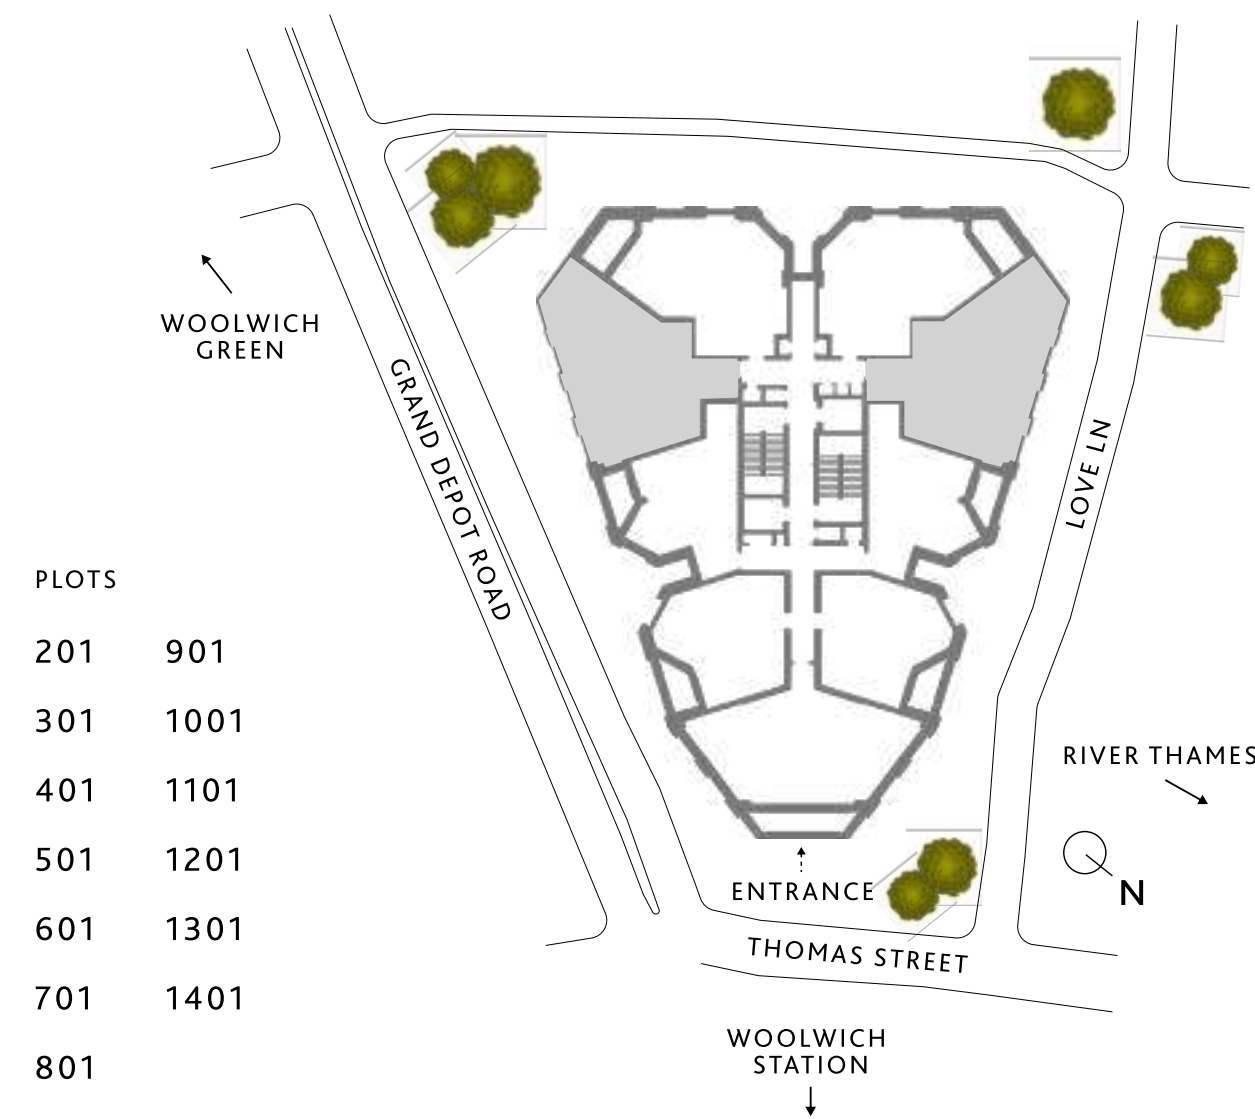 WOOLWICH
GREEN
GRAND DEPOT ROAD
LOVE LN
PLOTS
201 901
301 1001
401 1101
501 1201
601 1301
701 1401
801
RIVER THAMES
N
ENTRANCE
THOMAS STREET
WOOLWICH
STATION